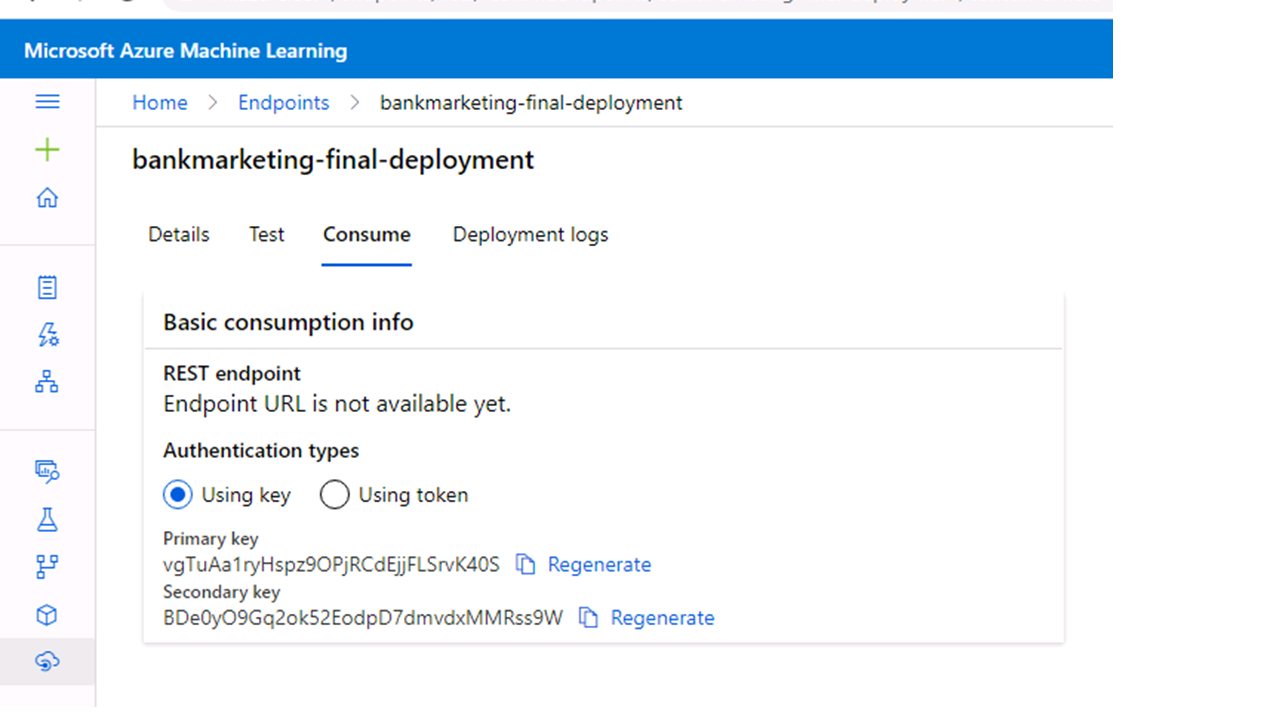 Microsoft Azure Machine Learning
Home > Endpoints > bankmarketing-final-deployment
bankmarketing-final-deployment
Details Test Consume Deployment logs
Basic consumption info
REST endpoint
Endpoint URL is not available yet.
Authentication types
Using key Using token
Primary key
vgTuAa1ryHspz9OPjRCdEjjFLSrvK40S Regenerate
Secondary key
BDe0yO9Gq2ok52EodpD7dmvdxMMRss9W Regenerate